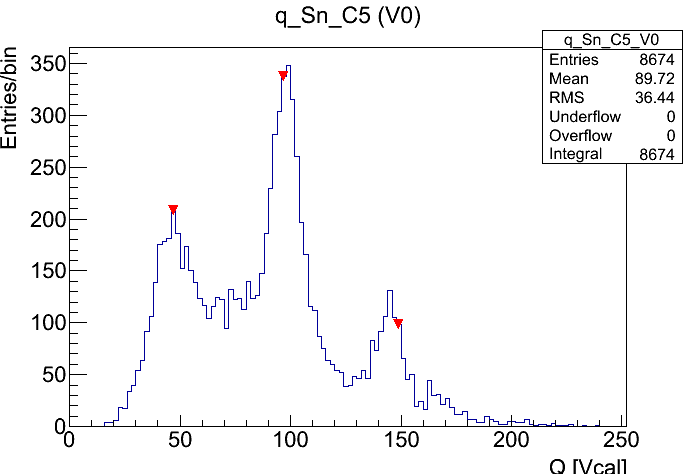 q_Sn_C5 (V0)
q_Sn_C5_V0
Entries 8674
Mean 89.72
RMS 36.44
Underflow 0
Overflow 0
Integral 8674
Entries/bin
350
300
250
200
150
100
50
0
0 50 100 150 200 250
Q [Vcal]